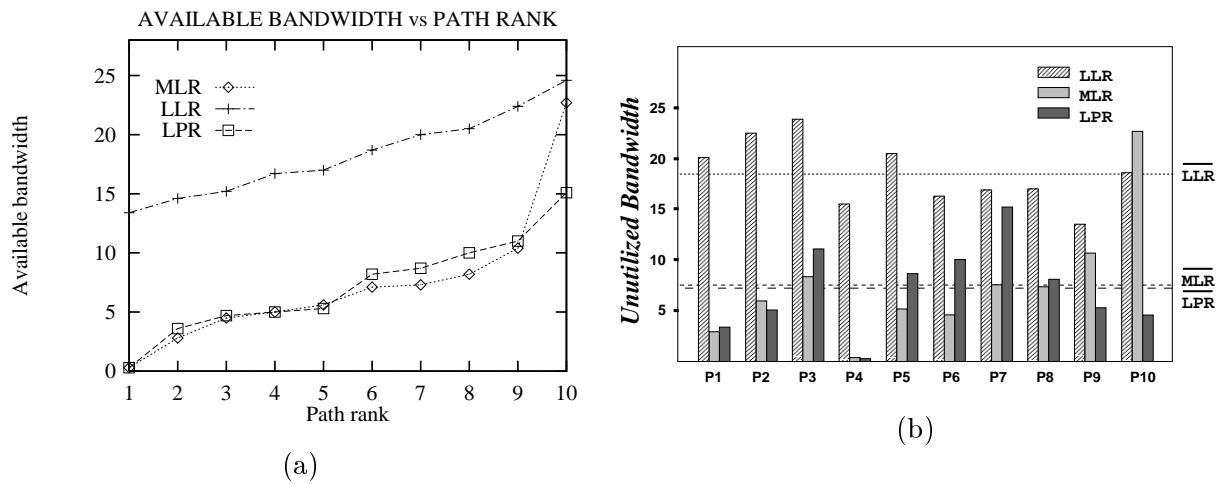 AVAILABLE BANDWIDTH vs PATH RANK
Available bandwidth
25
20
15
10
5
0
MLR
LLR
LPR
1 2 3 4 5 6 7 8 9 10
Path rank
(a)
Unutilized Bandwidth
25
20
15
10
5
LLR
MLR
LPR
LLR
MLR
LPR
P1 P2 P3 P4 P5 P6 P7 P8 P9 P10
(b)